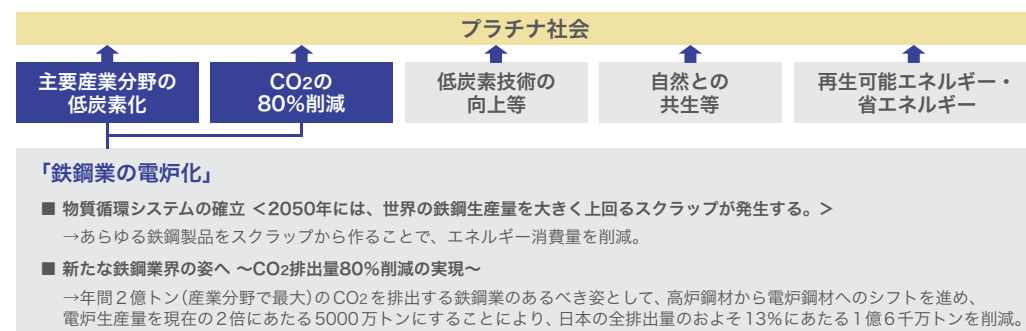 プラチナ社会
主要産業分野の
低炭素化
CO2の
80%削減
低炭素技術の
向上等
自然との
共生等
再生可能エネルギー・
省エネルギー
「鉄鋼業の電炉化」
■ 物質循環システムの確立 <2050年には、世界の鉄鋼生産量を大きく上回るスクラップが発生する。>
→あらゆる鉄鋼製品をスクラップから作ることで、エネルギー消費量を削減。
■ 新たな鉄鋼業界の姿へ ～CO2排出量80%削減の実現～
→年間2億トン(産業分野で最大)のCO2を排出する鉄鋼業のあるべき姿として、高炉鋼材から電炉鋼材へのシフトを進め、
電炉生産量を現在の2倍にあたる5000万トンにすることにより、日本の全排出量のおよそ13%にあたる1億6千万トンを削減。